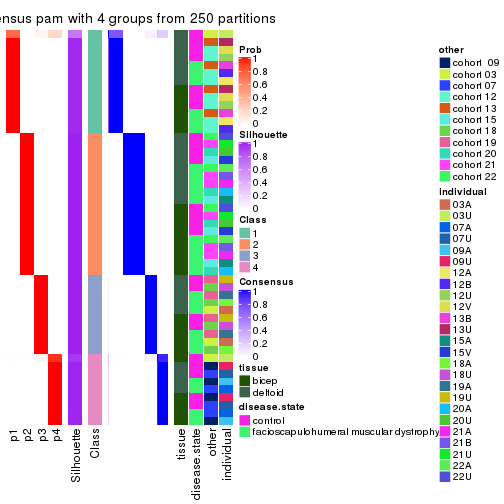 ensus pam with 4 groups from 250 partitions
Prob
1
0.8
0.6
0.4
0.2
0
Silhouette
1
0.8
0.6
0.4
0.2
0
Class
1
2
3
4
Consensus
1
0.8
0.6
0.4
0.2
0
tissue
bicep
deltoid
disease.state
control
facioscapulohumeral muscular dystrophy
other
cohort 09
cohort 03
cohort 07
cohort 12
cohort 13
cohort 15
cohort 18
cohort 19
cohort 20
cohort 21
cohort 22
individual
03A
03U
07A
07U
09A
09U
12A
12B
12U
12V
13B
13U
15A
15V
18A
18U
19A
19U
20A
20U
21A
21B
21U
22A
22U
p1
p2
p3
p4
Silhouette
Class
tissue
disease.state
other
individual